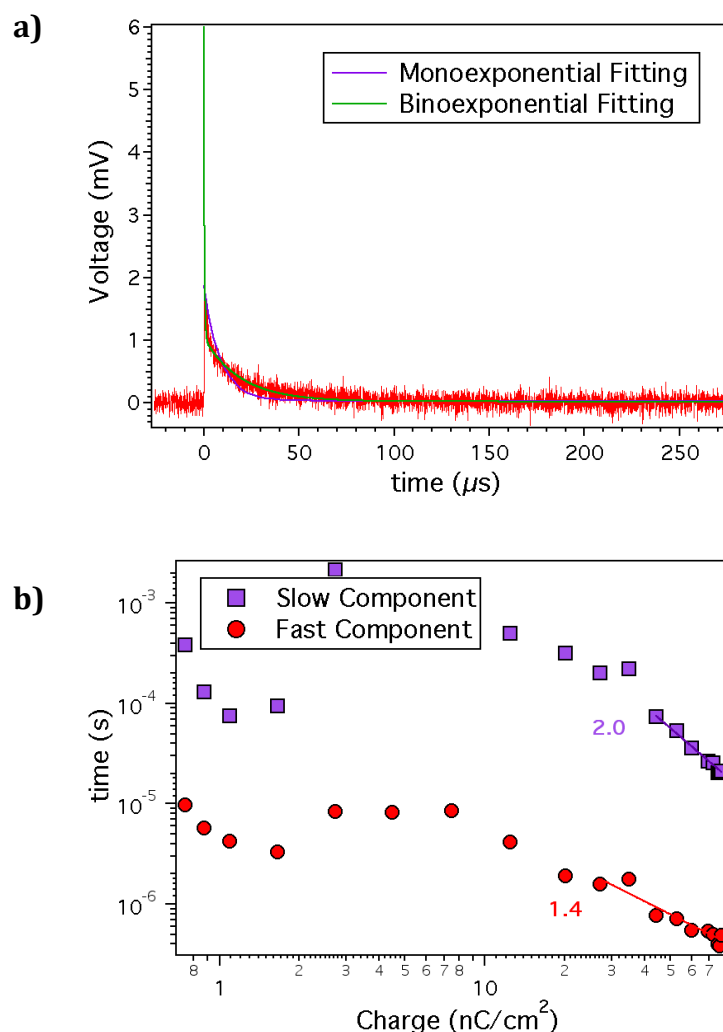 a)
6
5
4
3
2
1
0
Voltage (mV)
Monoexponential Fitting
Binoexponential Fitting
0 50 100 150 200 250
time (µs)
b)
10⁻³
10⁻⁴
10⁻⁵
10⁻⁶
time (s)
Slow Component
Fast Component
2.0
1.4
8 1 2 3 4 5 6 7 8 10 2 3 4 5 6 7
Charge (nC/cm²)